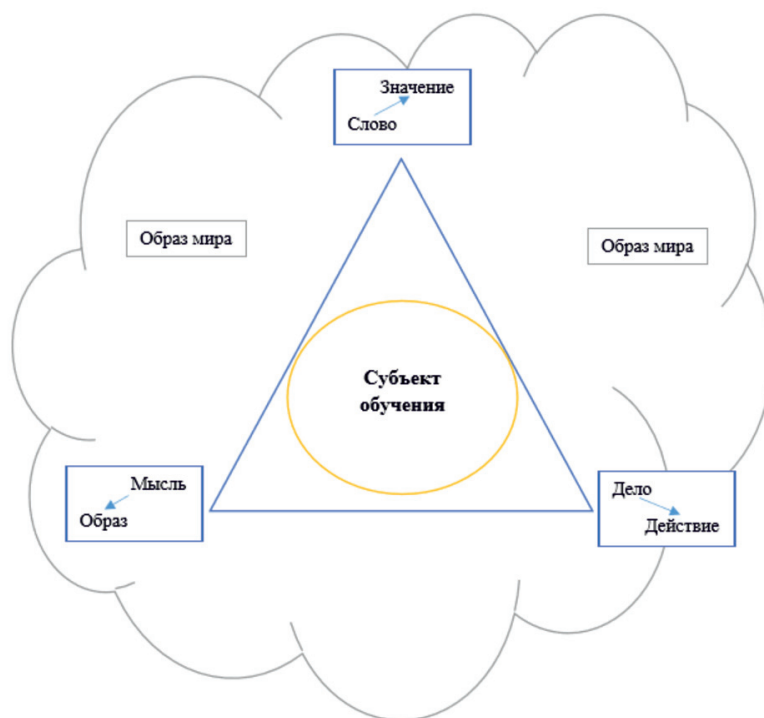 Значение
Слово
Образ мира
Образ мира
Субъект
обучения
Мысль
Образ
Дело
Действие